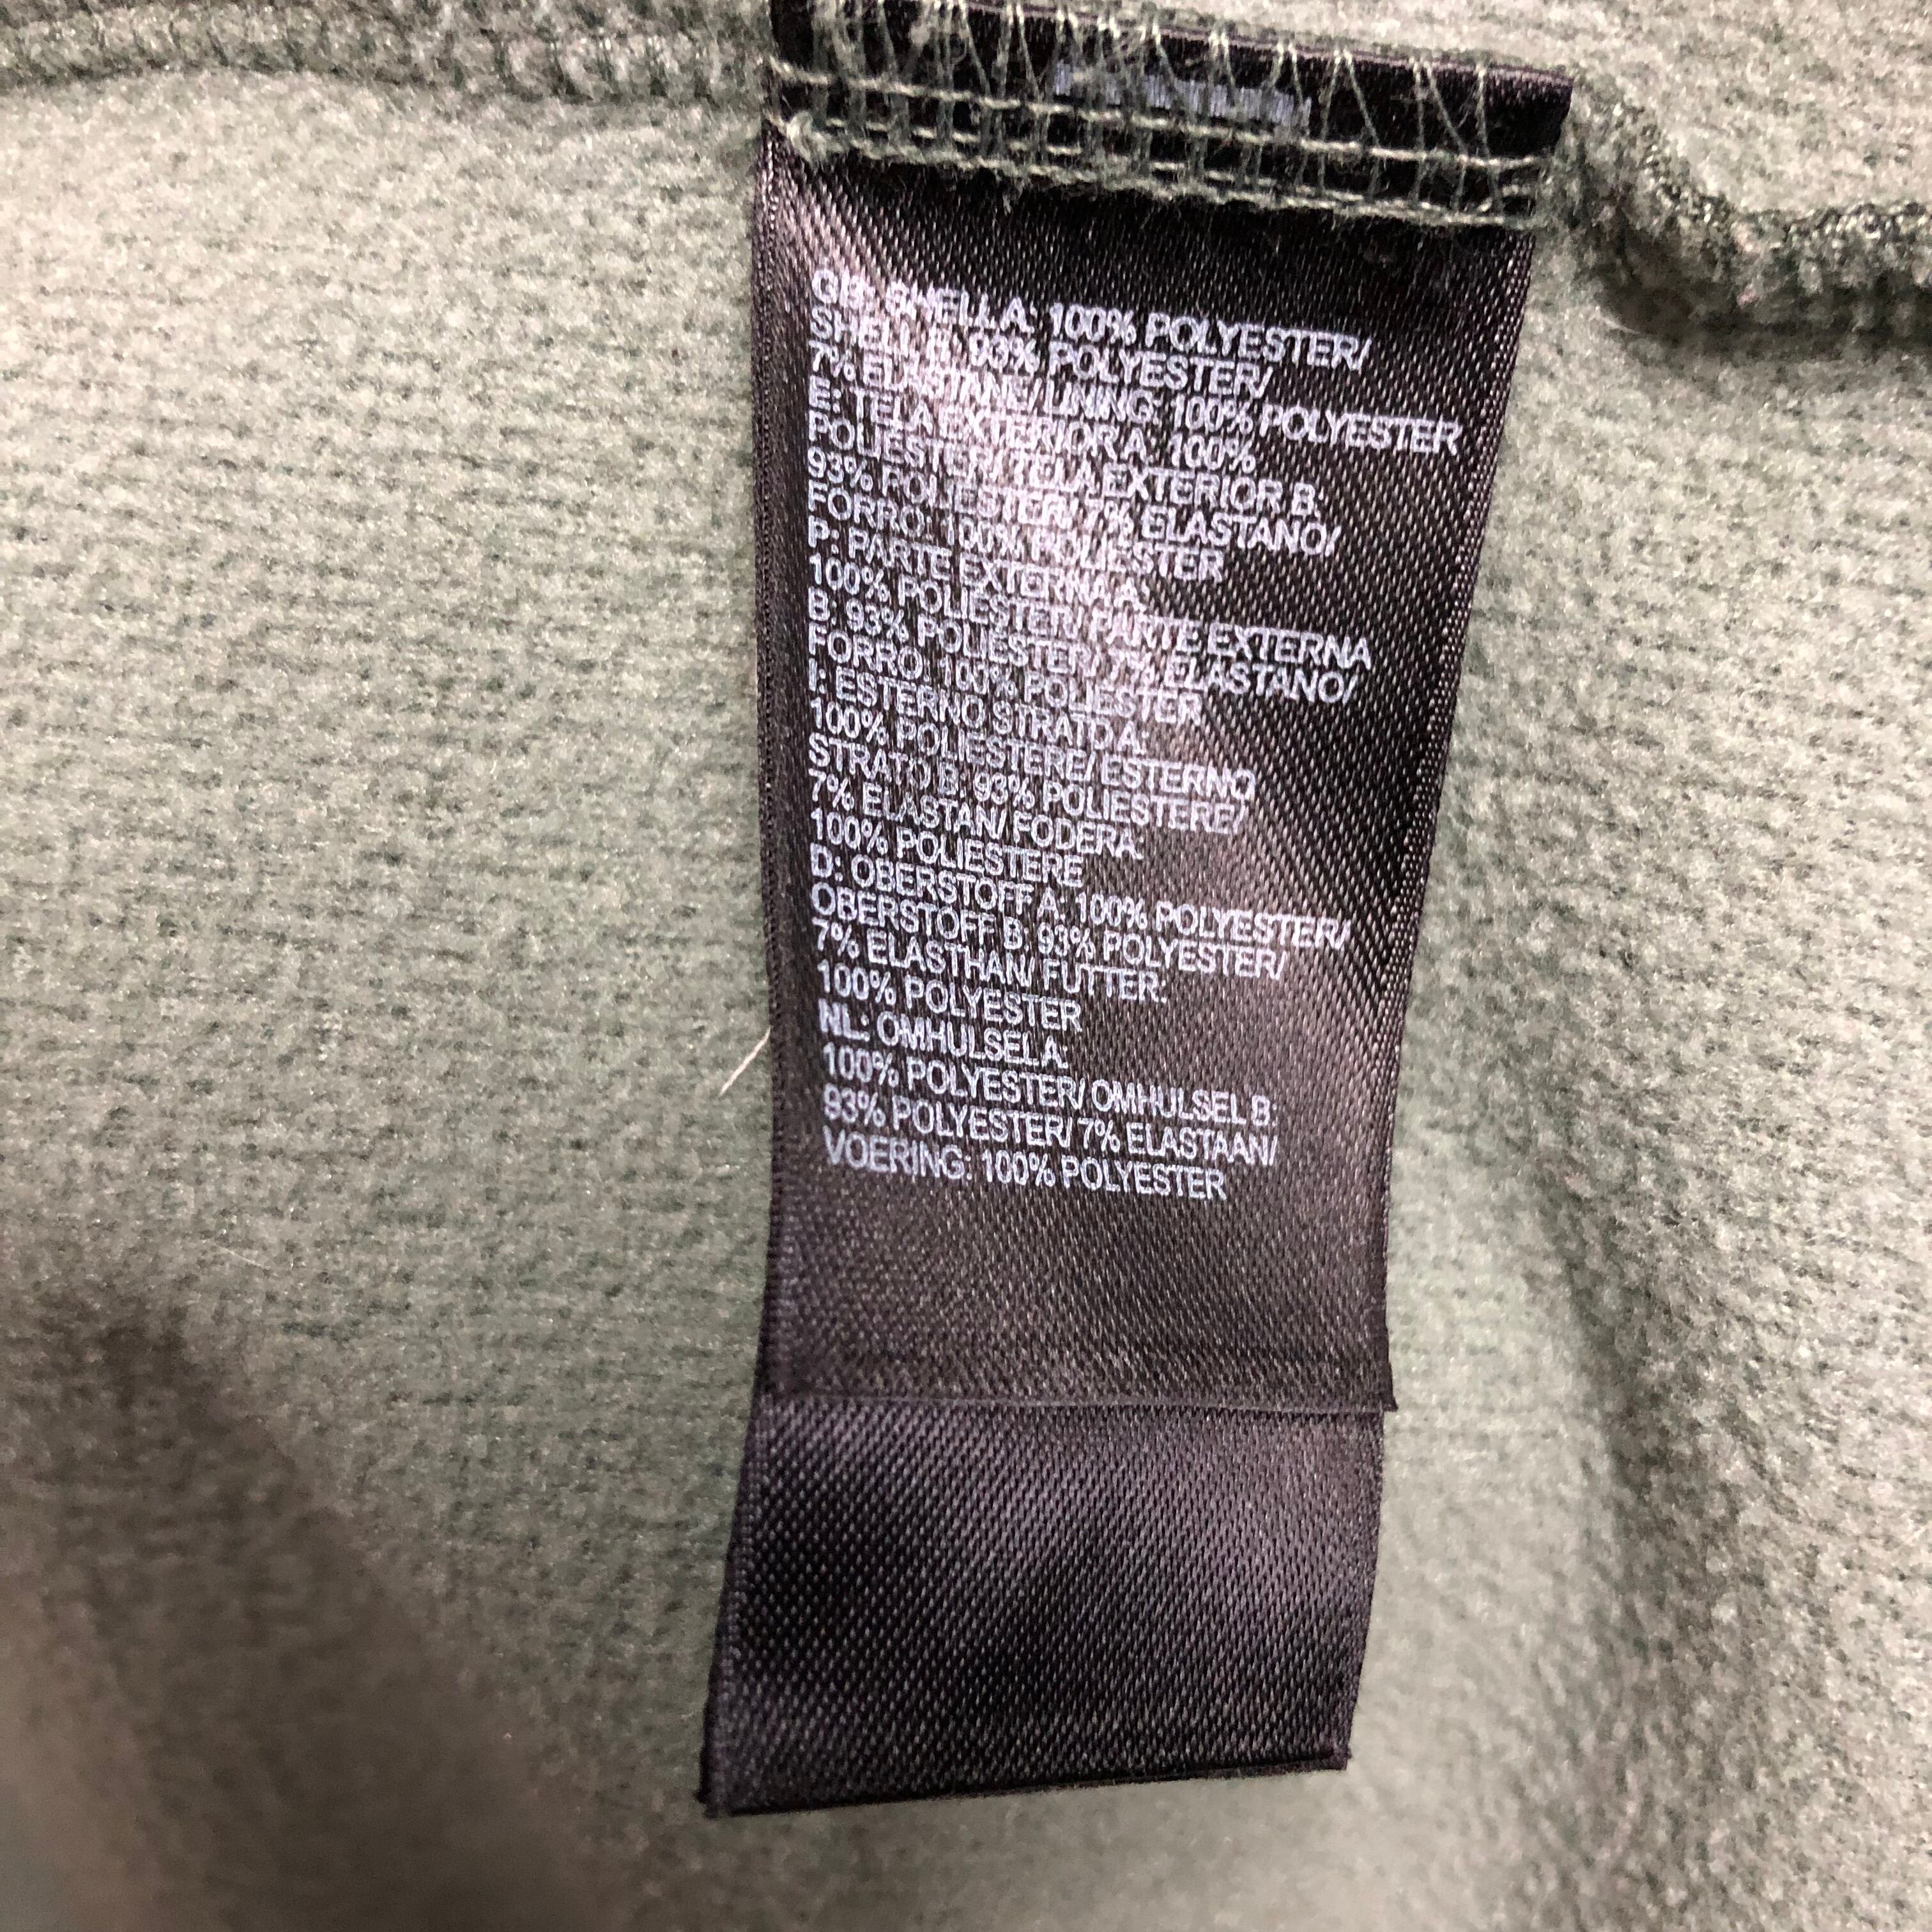 GB: SHELL A: 100% POLYESTER/
SHELL B: 93% POLYESTER/
7% ELASTANE/ LINING: 100% POLYESTER
E: TELA EXTERIOR A: 100%
POLIESTER/ TELA EXTERIOR B:
93% POLIESTER/ 7% ELASTANO/
FORRO: 100% POLIESTER
P: PARTE EXTERNA A:
100% POLIESTER/ PARTE EXTERNA
B: 93% POLIESTER/ 7% ELASTANO/
FORRO: 100% POLIESTER
I: ESTERNO STRATO A:
100% POLIESTERE/ ESTERNO
STRATO B: 93% POLIESTERE/
7% ELASTAN/ FODERA:
100% POLIESTERE
D: OBERSTOFF A: 100% POLYESTER/
OBERSTOFF B: 93% POLYESTER/
7% ELASTHAN/ FUTTER:
100% POLYESTER
NL: OMHULSEL A:
100% POLYESTER/ OMHULSEL B:
93% POLYESTER/ 7% ELASTAAN/
VOERING: 100% POLYESTER